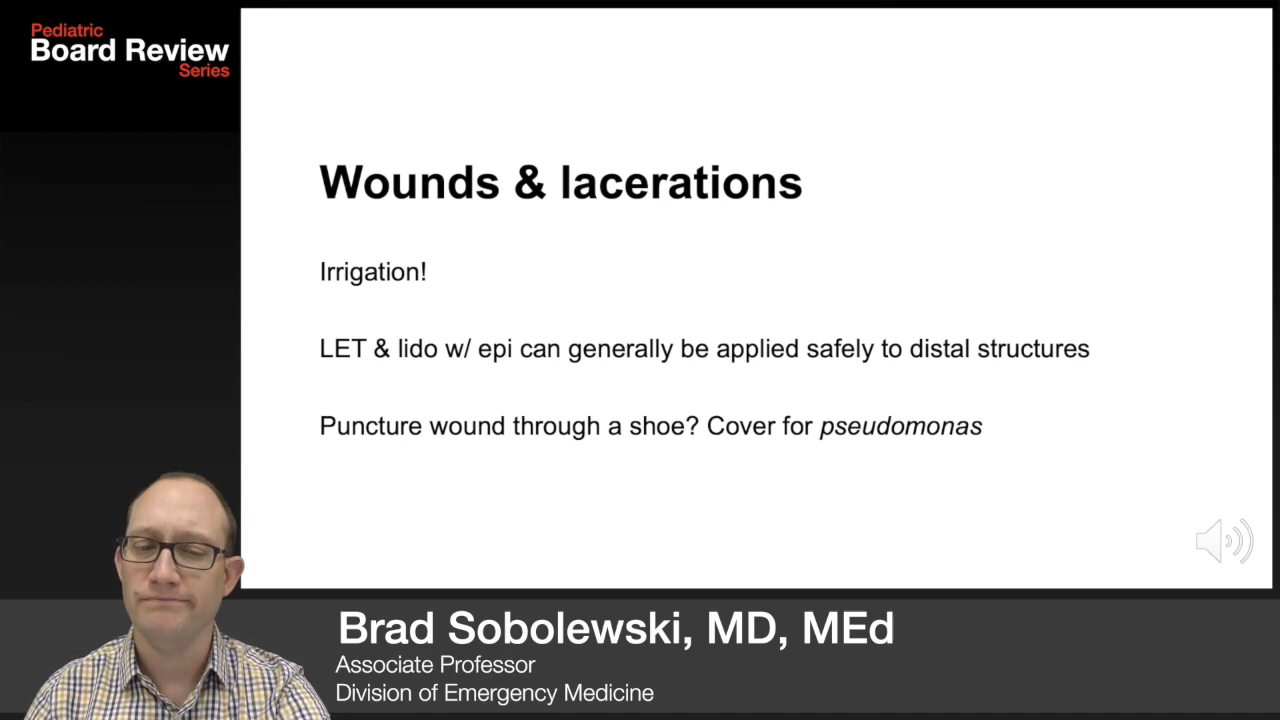 Pediatric
Board Review
Series
Wounds & lacerations
Irrigation!
LET & lido w/ epi can generally be applied safely to distal structures
Puncture wound through a shoe? Cover for pseudomonas
Brad Sobolewski, MD, MEd
Associate Professor
Division of Emergency Medicine